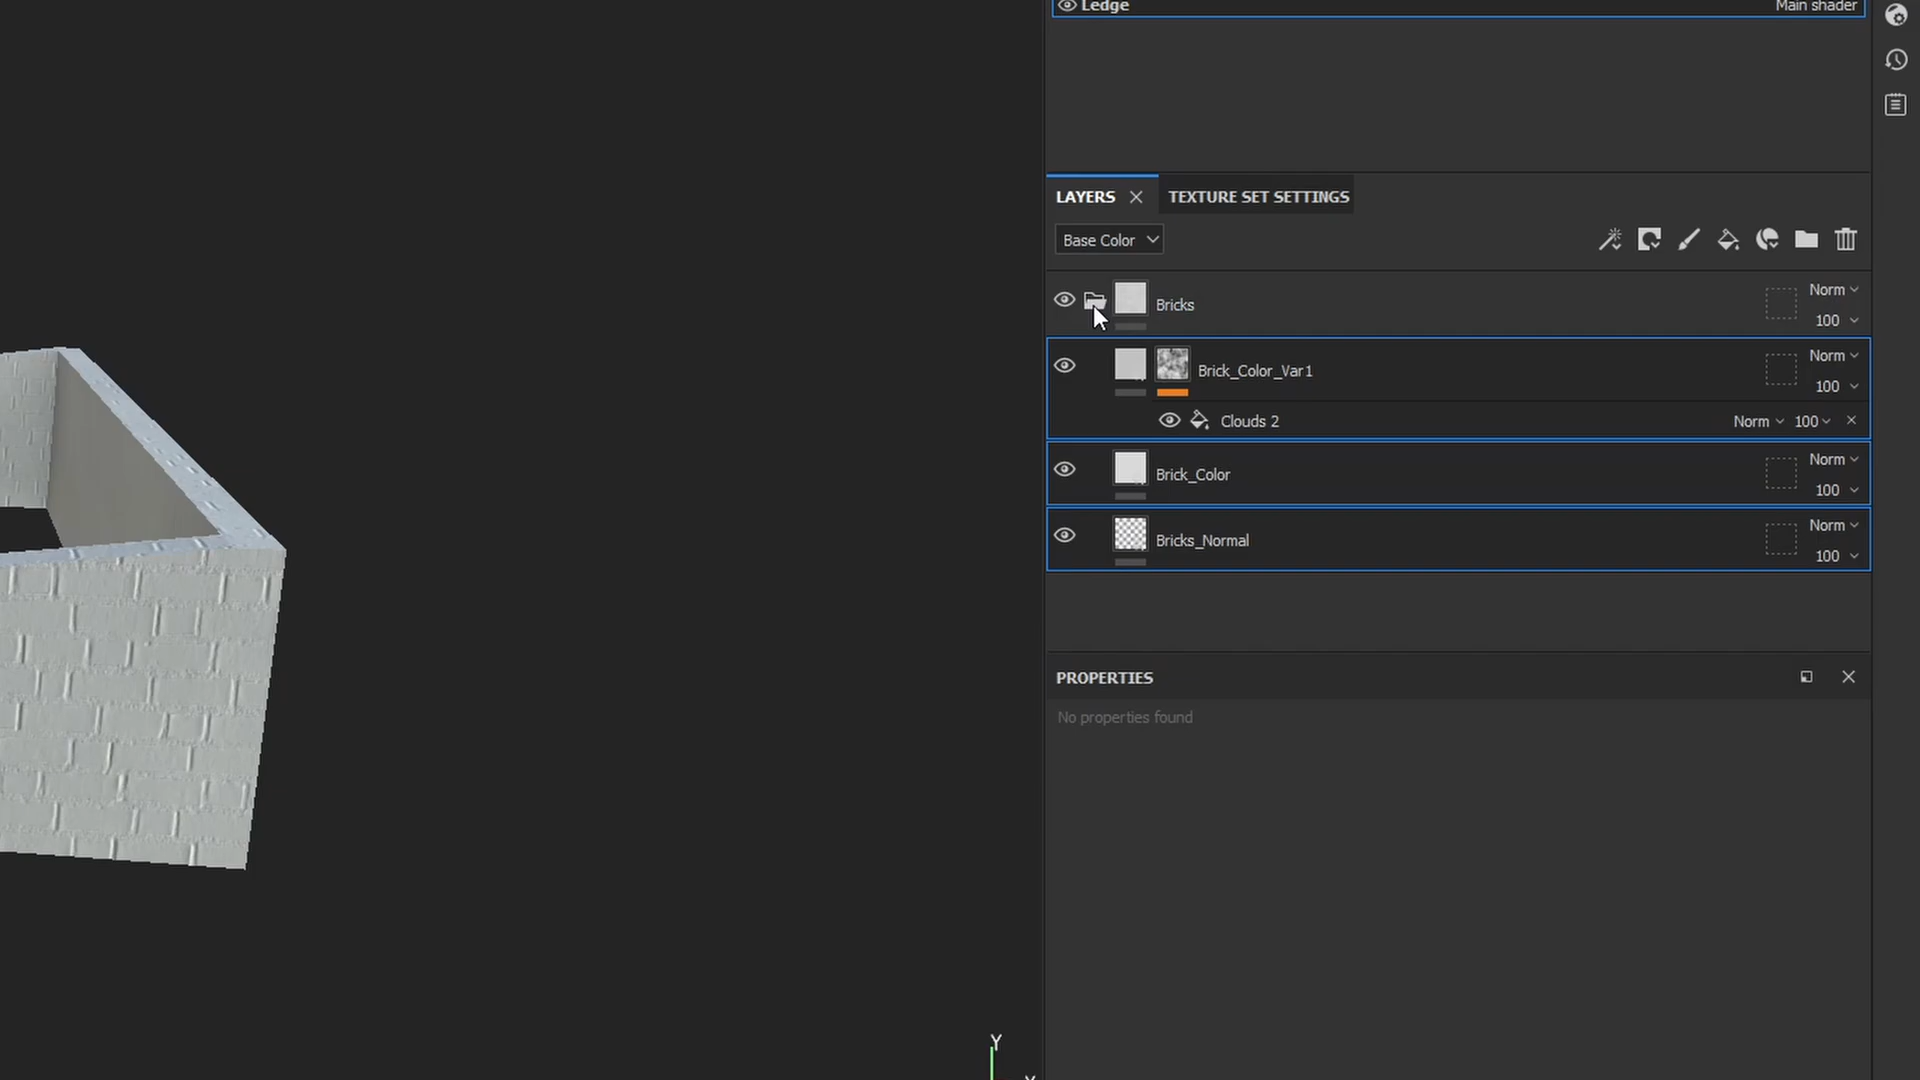 Ledge Main shader
LAYERS TEXTURE SET SETTINGS
Base Color
Bricks Norm
100
Brick_Color_Var1 Norm
100
Clouds 2 Norm 100
Brick_Color Norm
100
Bricks_Normal Norm
100
PROPERTIES
No properties found
Y